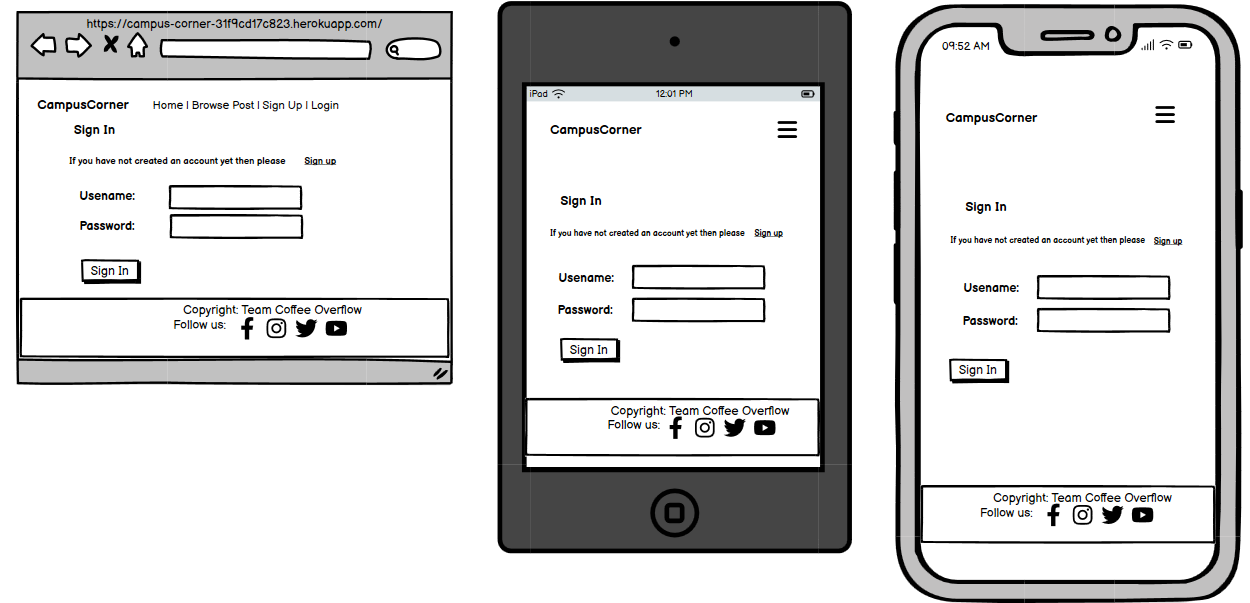 https://campus-corner-31f9cd17c823.herokuapp.com/
CampusCorner Home | Browse Post | Sign Up | Login
Sign In
If you have not created an account yet then please Sign up
Usename:
Password:
Sign In
Copyright: Team Coffee Overflow
Follow us:
iPad 12:01 PM
CampusCorner
Sign In
If you have not created an account yet then please Sign up
Usename:
Password:
Sign In
Copyright: Team Coffee Overflow
Follow us:
09:52 AM
CampusCorner
Sign In
If you have not created an account yet then please Sign up
Usename:
Password:
Sign In
Copyright: Team Coffee Overflow
Follow us: